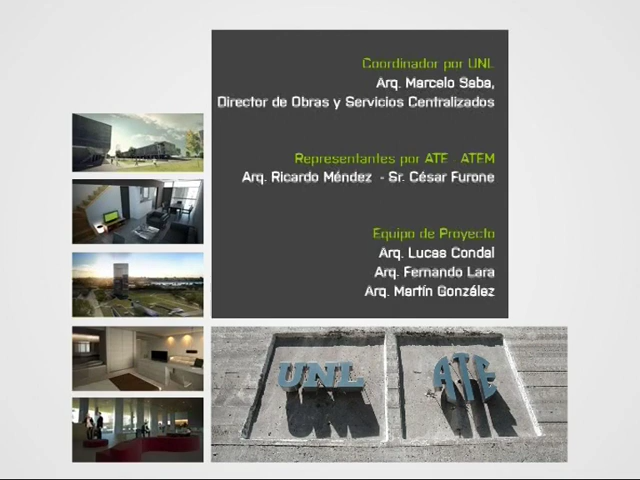 Coordinador por UNL
Arq. Marcelo Saba,
Director de Obras y Servicios Centralizados
Representantes por ATE - ATEM
Arq. Ricardo Méndez - Sr. César Furone
Equipo de Proyecto
Arq. Lucas Condal
Arq. Fernando Lara
Arq. Martín González
UNL ATE